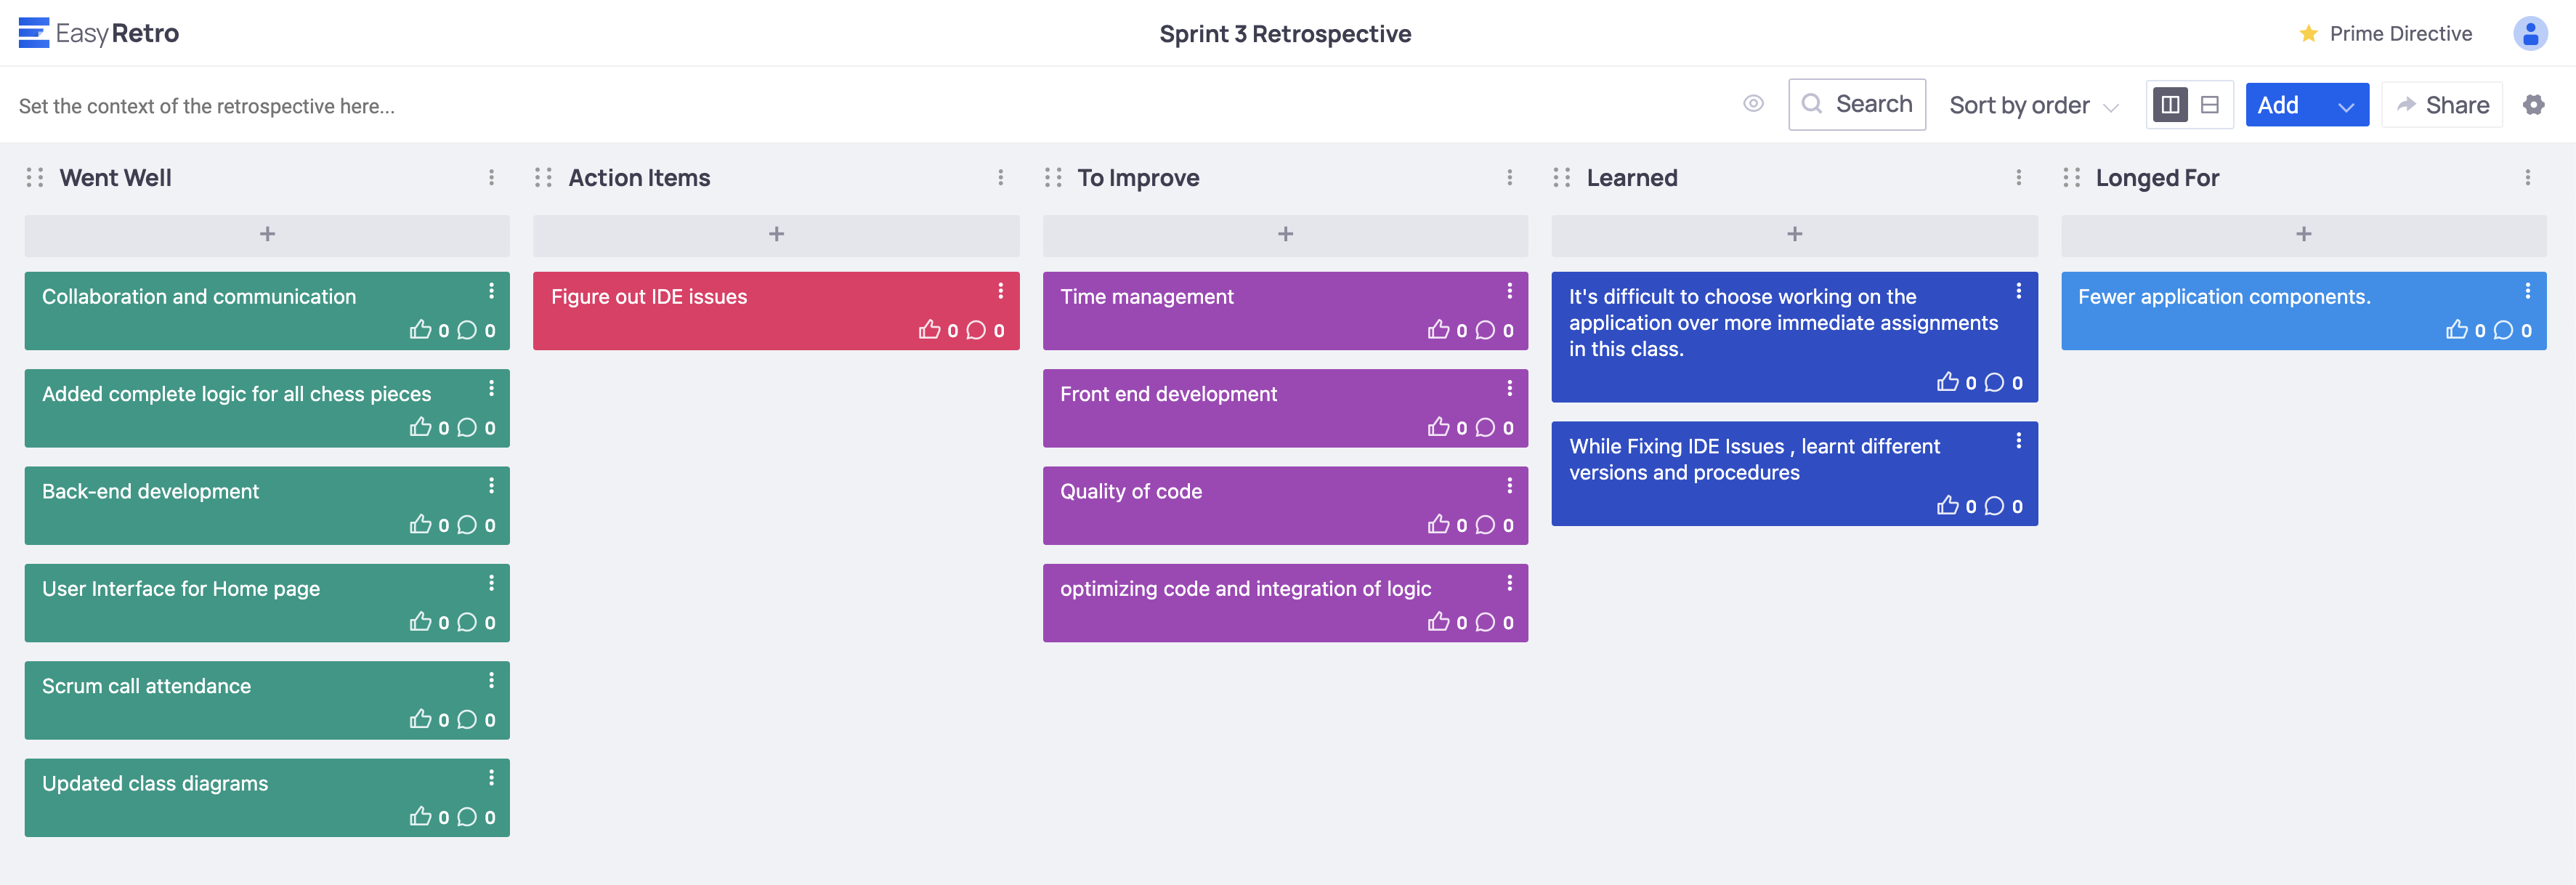 EasyRetro
Sprint 3 Retrospective
Prime Directive
Set the context of the retrospective here...
Search
Sort by order
Add
Share
Went Well
+
Collaboration and communication
0 0
Added complete logic for all chess pieces
0 0
Back-end development
0 0
User Interface for Home page
0 0
Scrum call attendance
0 0
Updated class diagrams
0 0
Action Items
+
Figure out IDE issues
0 0
To Improve
+
Time management
0 0
Front end development
0 0
Quality of code
0 0
optimizing code and integration of logic
0 0
Learned
+
It's difficult to choose working on the
application over more immediate assignments
in this class.
0 0
While Fixing IDE Issues , learnt different
versions and procedures
0 0
Longed For
+
Fewer application components.
0 0